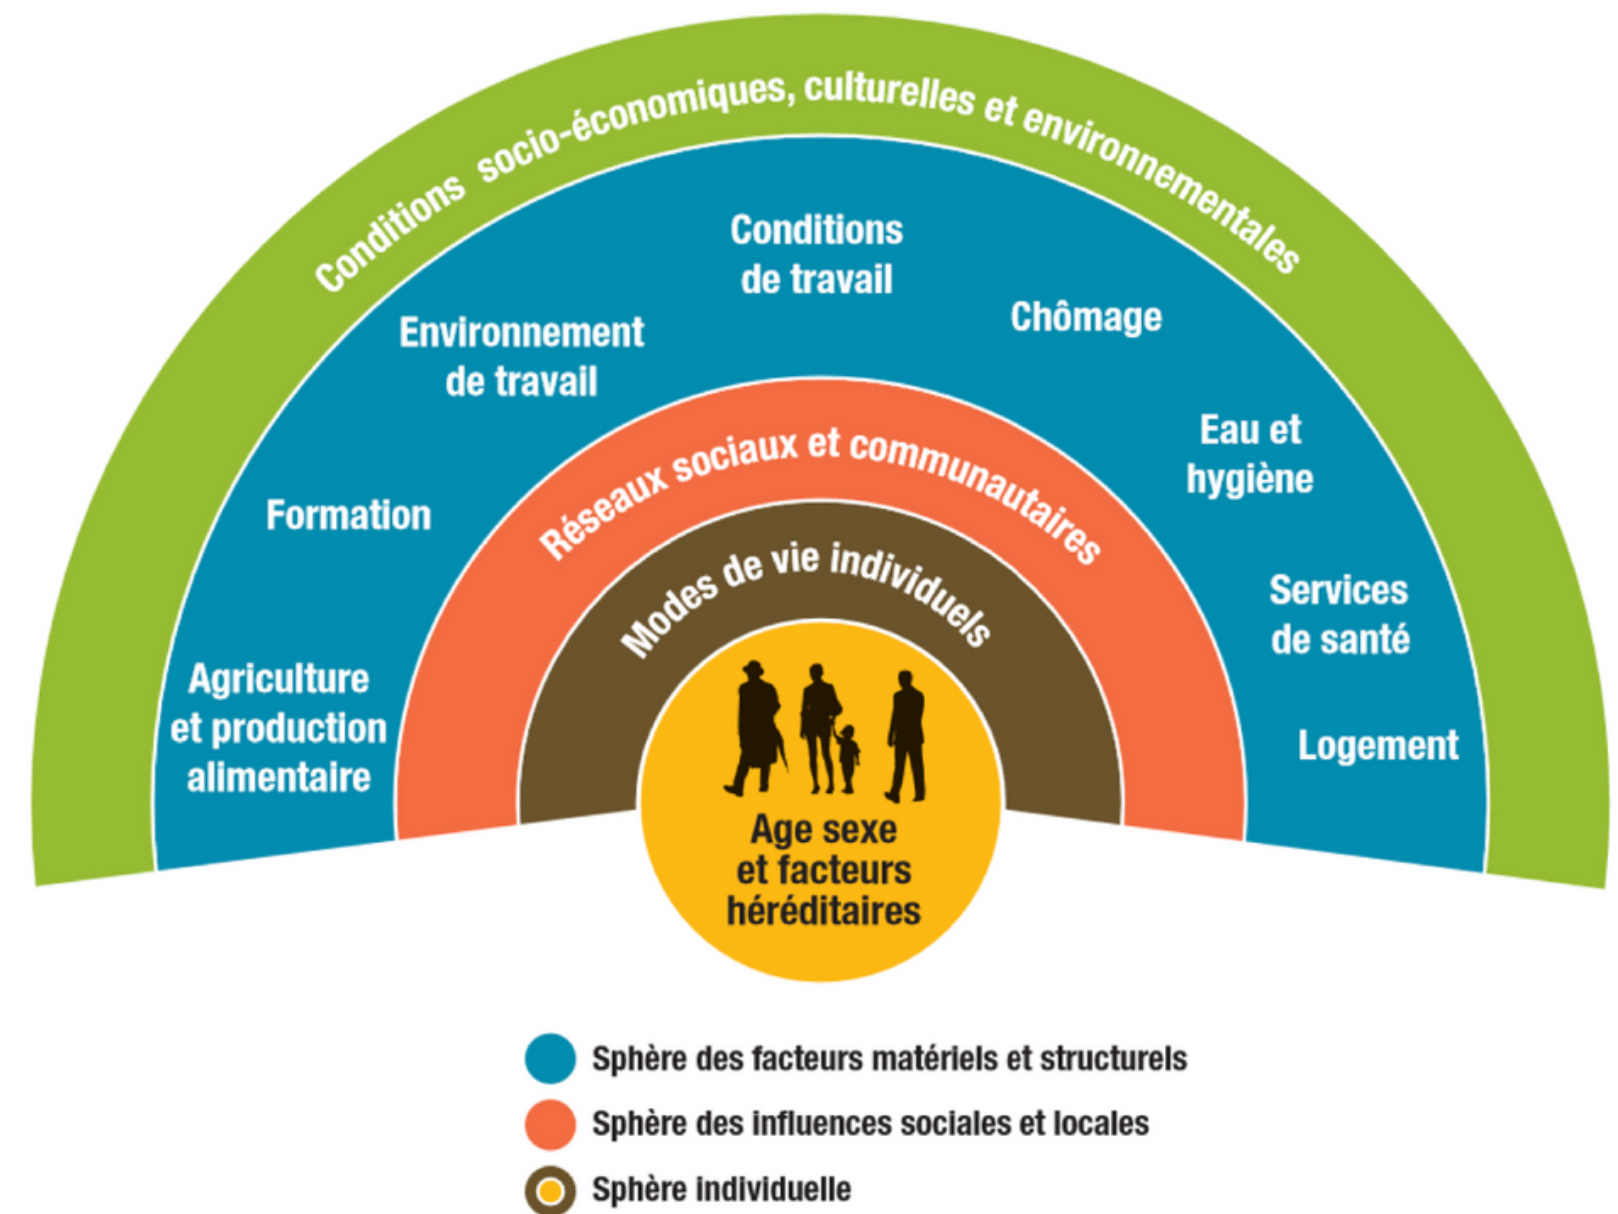 Conditions socio-économiques, culturelles et environnementales
Conditions
de travail
Environnement
de travail
Chômage
Formation
Eau et
hygiène
Agriculture
et production
alimentaire
Services
de santé
Logement
Réseaux sociaux et communautaires
Modes de vie individuels
Age sexe
et facteurs
héréditaires
Sphère des facteurs matériels et structurels
Sphère des influences sociales et locales
Sphère individuelle